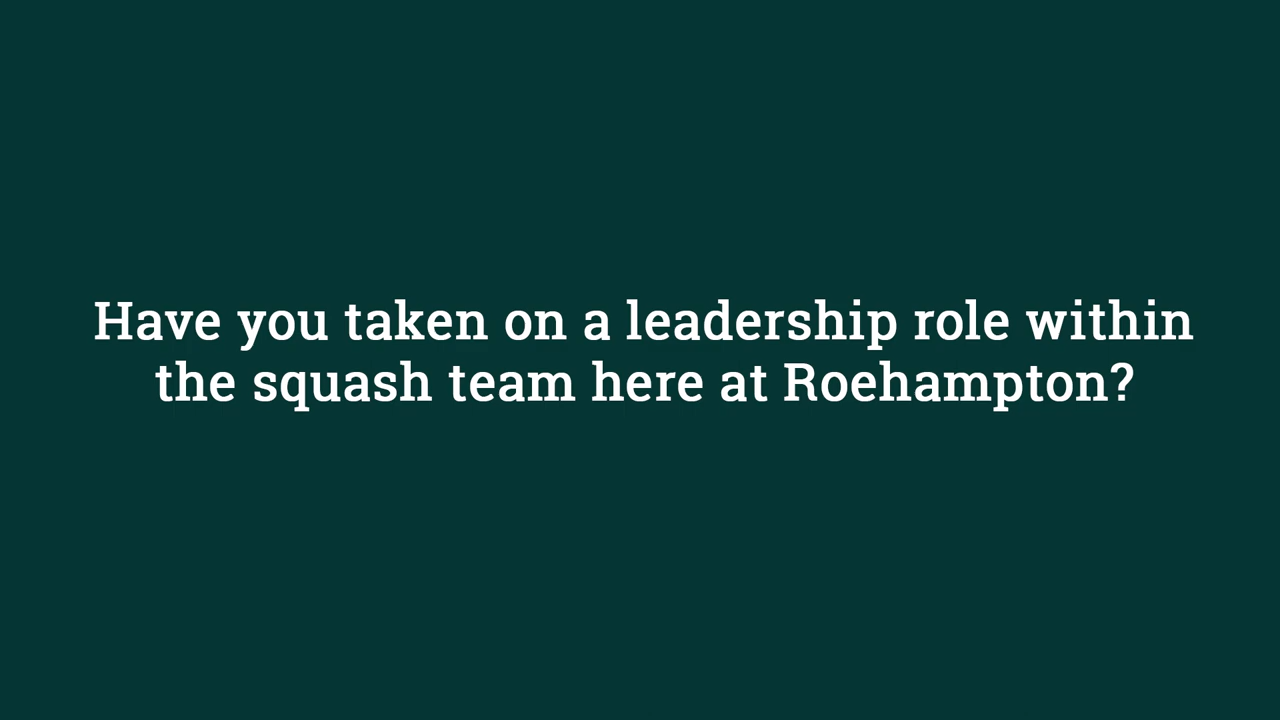 Have you taken on a leadership role within
the squash team here at Roehampton?